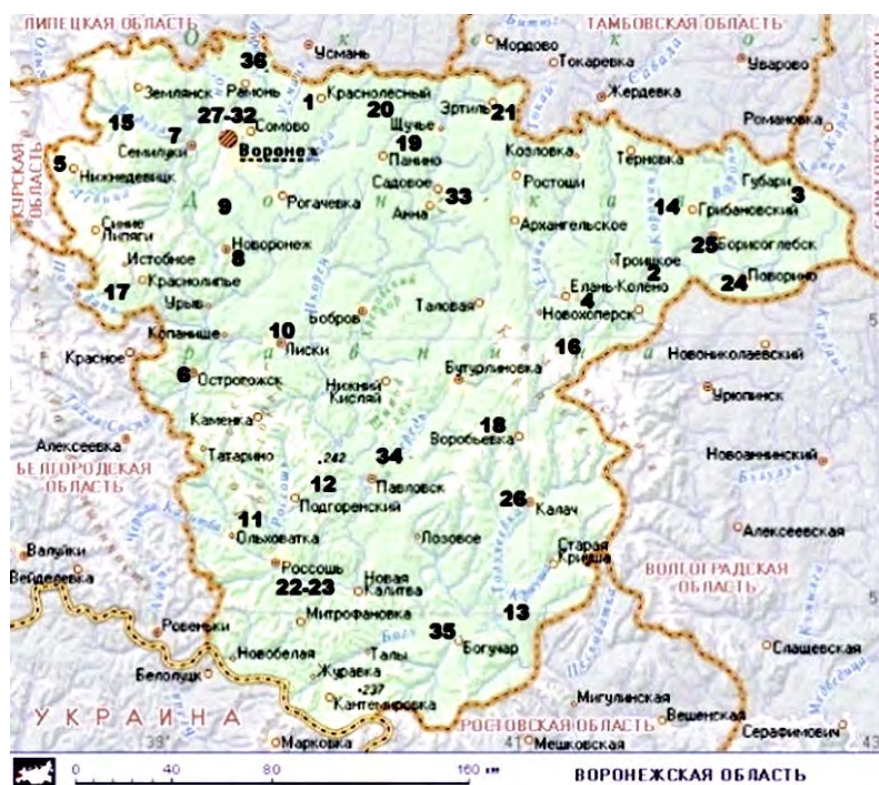 ЛИПЕЦКАЯ ОБЛАСТЬ
ТАМБОВСКАЯ ОБЛАСТЬ
Усмань
Мордово
Токаревка
Уварово
Жердевка
Романовка
36
Рамонь
Землянск
1
Краснолесный
20
Эртиль
21
27-32
15
7
Сомово
Щучье
19
Семилуки
Воронеж
Панино
Козловка
Терновка
5
Нижнедевицк
КУРСКАЯ ОБЛАСТЬ
Садовое
33
Ростоши
Губари
3
9
Рогачевка
Анна
14
Грибановский
Архангельское
Синие Липяги
25
Борисоглебск
Истобное
Нововоронеж
8
Троицкое
2
24
Поворино
17
Краснолипье
Елань-Колено
4
Урыв
Бобров
Таловая
Новохоперск
Копанище
10
Лиски
16
Красное
Новониколаевский
6
Острогожск
Нижний Кисляй
Бутурлиновка
Урюпинск
Каменка
18
Воробьевка
Алексеевка
Татарино
.242
34
Новоаннинский
БЕЛГОРОДСКАЯ ОБЛАСТЬ
12
Павловск
Подгоренский
26
Калач
11
Ольховатка
Лозовое
Старая Криуша
Алексеевская
Валуйки
Вейделевка
Россошь
22-23
Новая Калитва
ВОЛГОГРАДСКАЯ ОБЛАСТЬ
13
Митрофановка
Ровеньки
35
Богучар
Слащевская
Новобелая
Талы
Белолуцк
Журавка
•237
Кантемировка
Мигулинская
Вешенская
УКРАИНА
РОСТОВСКАЯ ОБЛАСТЬ
Серафимович
Марковка
Мешковская
39°
41
43
0 40 80 160 км
ВОРОНЕЖСКАЯ ОБЛАСТЬ